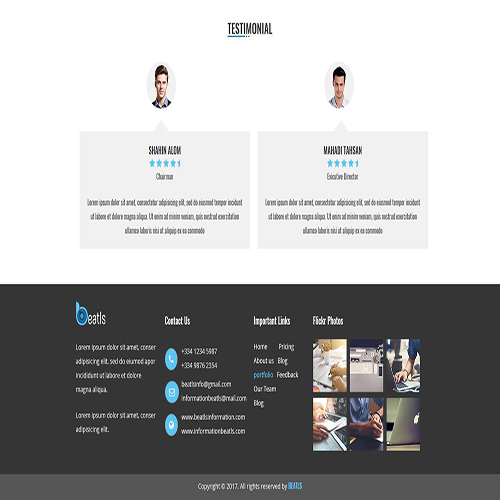 TESTIMONIAL
SHAHIN ALOM
Chairman
Lorem ipsum dolor sit amet, consectetur adipisicing elit, sed do eiusmod tempor incididunt
ut labore et dolore magna aliqua. Ut enim ad minim veniam, quis nostrud exercitation
ullamco laboris nisi ut aliquip ex ea commodo
MAHADI TAHSAN
Executive Director
Lorem ipsum dolor sit amet, consectetur adipisicing elit, sed do eiusmod tempor incididunt
ut labore et dolore magna aliqua. Ut enim ad minim veniam, quis nostrud exercitation
ullamco laboris nisi ut aliquip ex ea commodo
beatls
Lorem ipsum dolor sit amet, conser
adipisicing elit, sed do eiumod apor
incididunt ut labore et dolore
magna aliqua.
Lorem ipsum dolor sit amet, conser
adipisicing elit.
Contact Us
+334 1234 5987
+334 9876 2354
beatlsinfo@gmail.com
informationbeatls@mail.com
www.beatlsinformation.com
www.informationbeatls.com
Important Links
Home Pricing
About us Blog
portfolio Feedback
Our Team
Blog
Flickr Photos
Copyright © 2017. All rights reserved by BEATLS